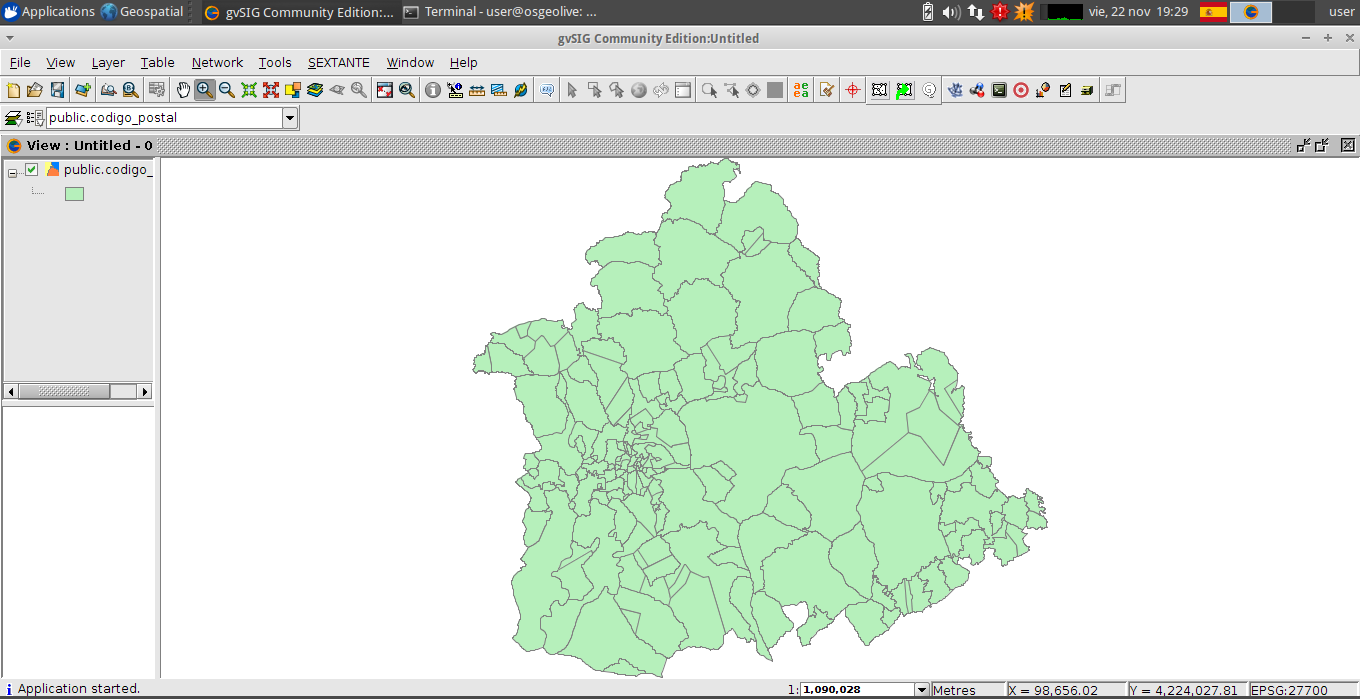 Applications Geospatial gvSIG Community Edition:... Terminal - user@osgeolive: ... vie, 22 nov 19:29 user
gvSIG Community Edition:Untitled
File View Layer Table Network Tools SEXTANTE Window Help
public.codigo_postal
View : Untitled - 0
public.codigo_
Application started. 1: 1,090,028 Metres X = 98,656.02 Y = 4,224,027.81 EPSG:27700